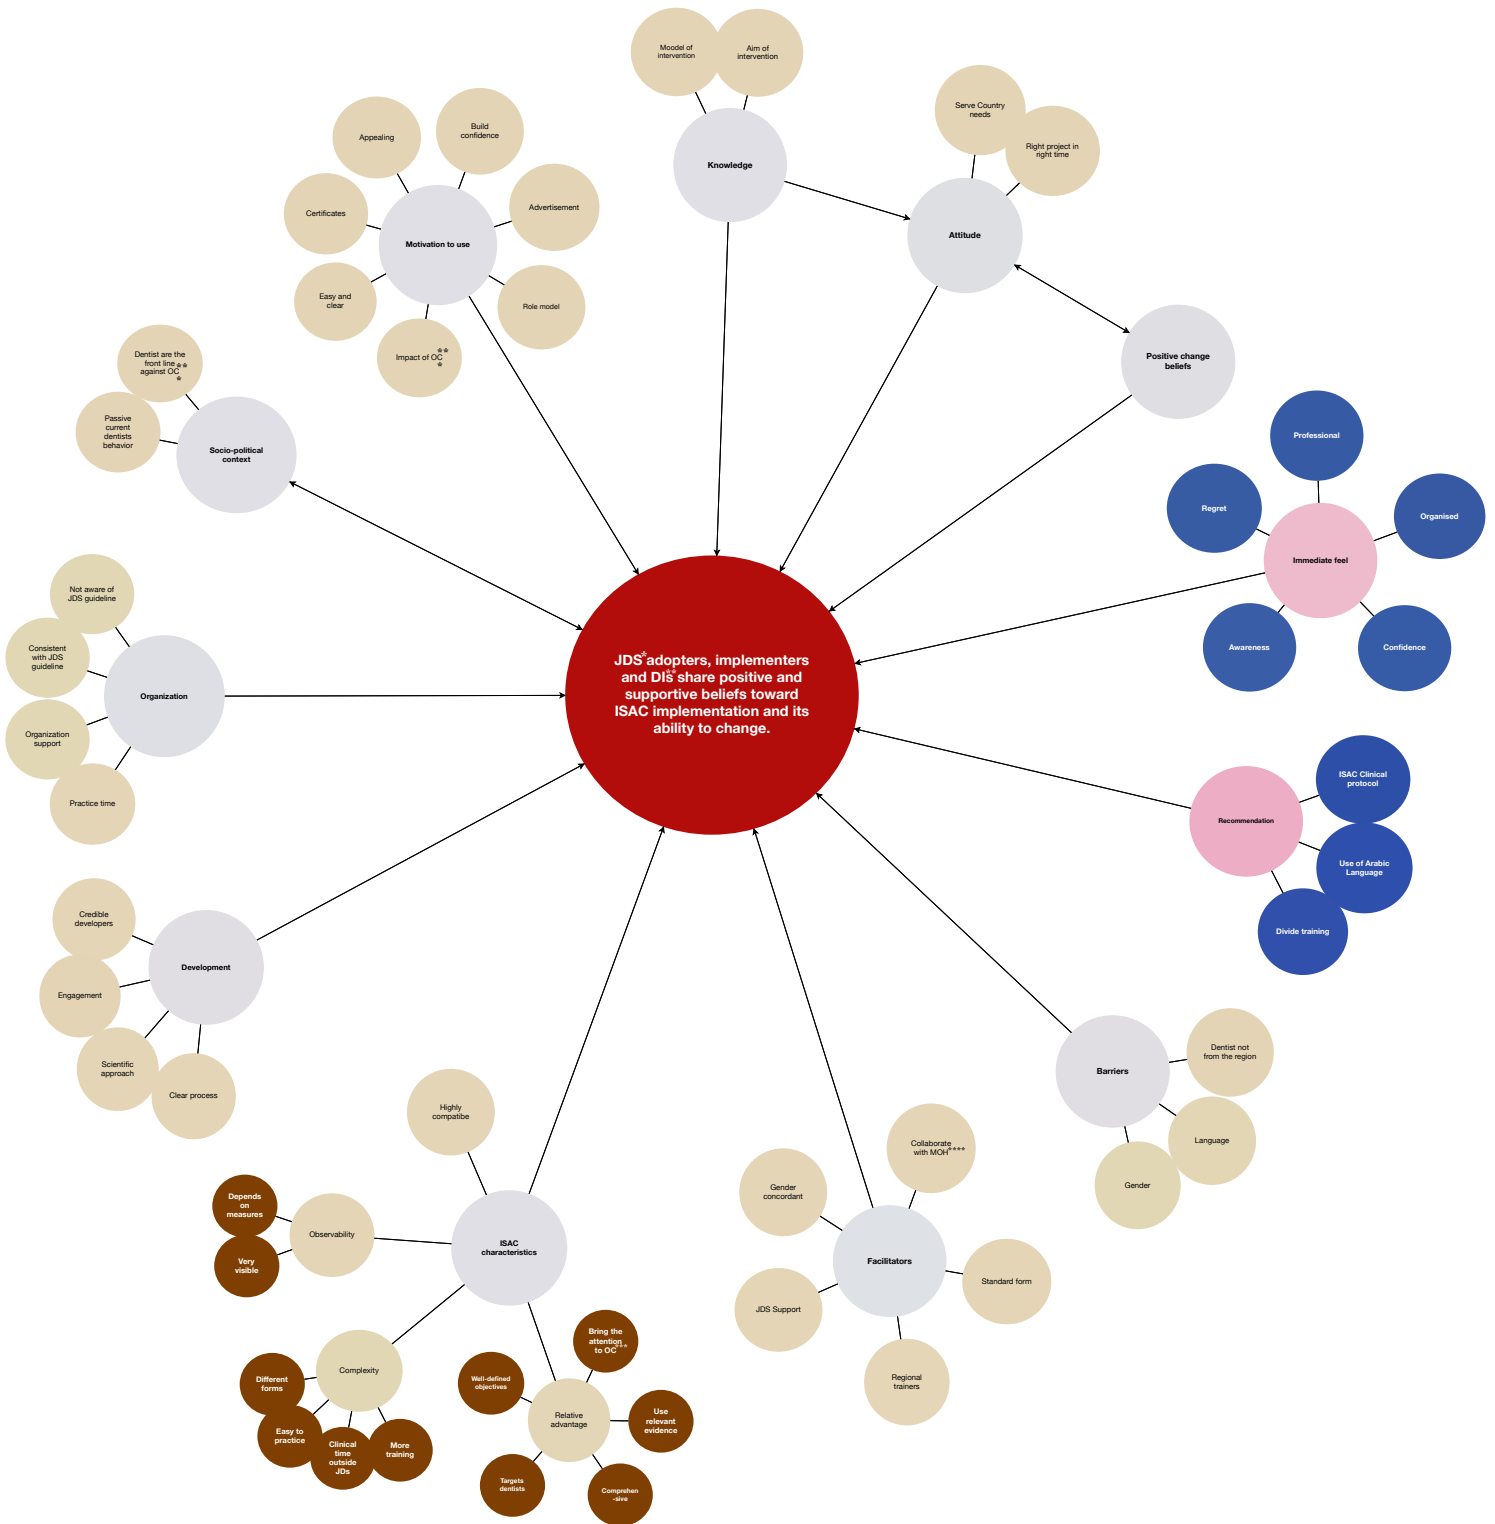 Moodel of
intervention
Aim of
intervention
Knowledge
Serve Country
needs
Right project in
right time
Attitude
Positive change
beliefs
Appealing
Build
confidence
Certificates
Advertisement
Motivation to use
Easy and
clear
Role model
Impact of OC***
Dentist are the
front line
against OC***
Passive
current
dentists
behavior
Socio-political
context
Professional
Regret
Organised
Immediate feel
Awareness
Confidence
Not aware of
JDS guideline
Consistent
with JDS
guideline
Organization
Organization
support
Practice time
JDS* adopters, implementers
and DIs** share positive and
supportive beliefs toward
ISAC implementation and its
ability to change.
ISAC Clinical
protocol
Recommendation
Use of Arabic
Language
Divide training
Credible
developers
Development
Engagement
Scientific
approach
Clear process
Barriers
Dentist not
from the region
Language
Gender
Highly
compatibe
Depends
on
measures
Observability
Very
visible
ISAC
characteristics
Complexity
Different
forms
Easy to
practice
Clinical
time
outside
JDs
More
training
Bring the
attention
to OC***
Well-defined
objectives
Relative
advantage
Use
relevant
evidence
Targets
dentists
Comprehen
-sive
Collaborate
with MOH****
Gender
concordant
Facilitators
Standard form
JDS Support
Regional
trainers